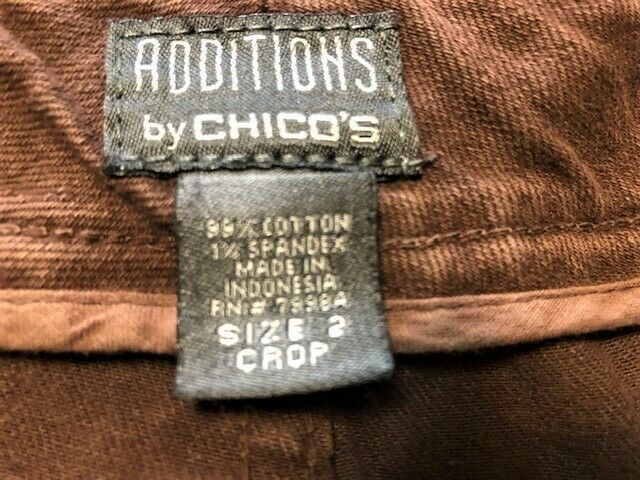 ADDITIONS
by CHICO'S
99% COTTON
1% SPANDEX
MADE IN
INDONESIA
RN #
SIZE 2
CROP